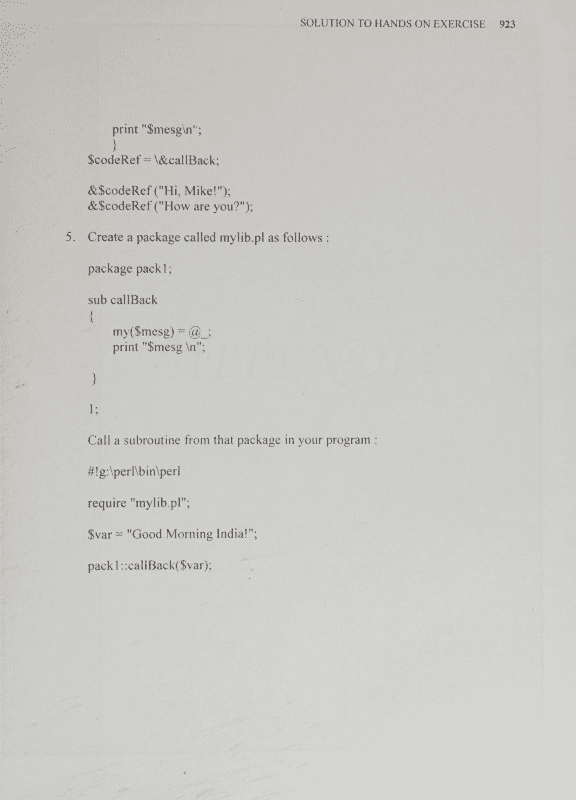 SOLUTION TO HANDS ON EXERCISE 923
print "$mesg\n";
}
$codeRef = \&callBack;
&$codeRef ("Hi, Mike!");
&$codeRef ("How are you?");
5. Create a package called mylib.pl as follows :
package pack1;
sub callBack
{
my($mesg) = @_;
print "$mesg \n";
}
1;
Call a subroutine from that package in your program :
#!g:\perl\bin\perl
require "mylib.pl";
$var = "Good Morning India!";
pack1::callBack($var);